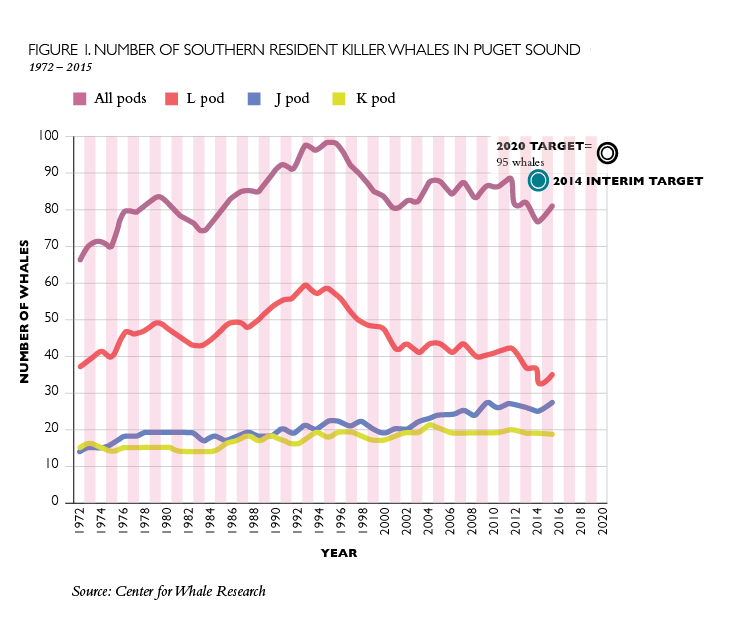 FIGURE 1. NUMBER OF SOUTHERN RESIDENT KILLER WHALES IN PUGET SOUND
1972 – 2015
All pods L pod J pod K pod
100
90
80
70
60
50
40
30
20
10
0
NUMBER OF WHALES
2020 TARGET=
95 whales
2014 INTERIM TARGET
1972 1974 1976 1978 1980 1982 1984 1986 1988 1990 1992 1994 1996 1998 2000 2002 2004 2006 2008 2010 2012 2014 2016 2018 2020
YEAR
Source: Center for Whale Research